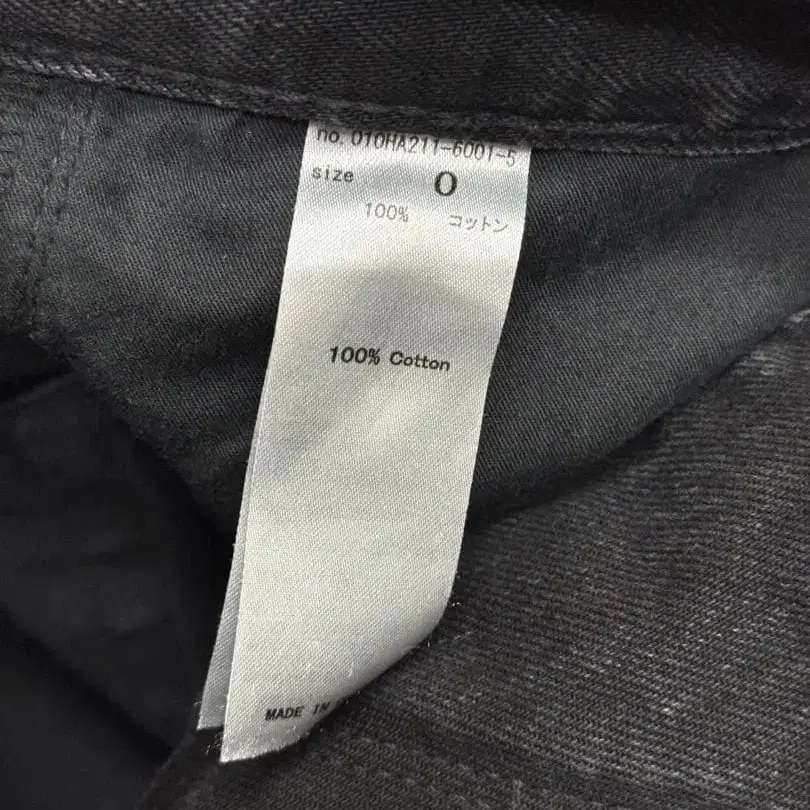 no. 010HA211-6001-5
size 0
100% コットン
100% Cotton
MADE IN